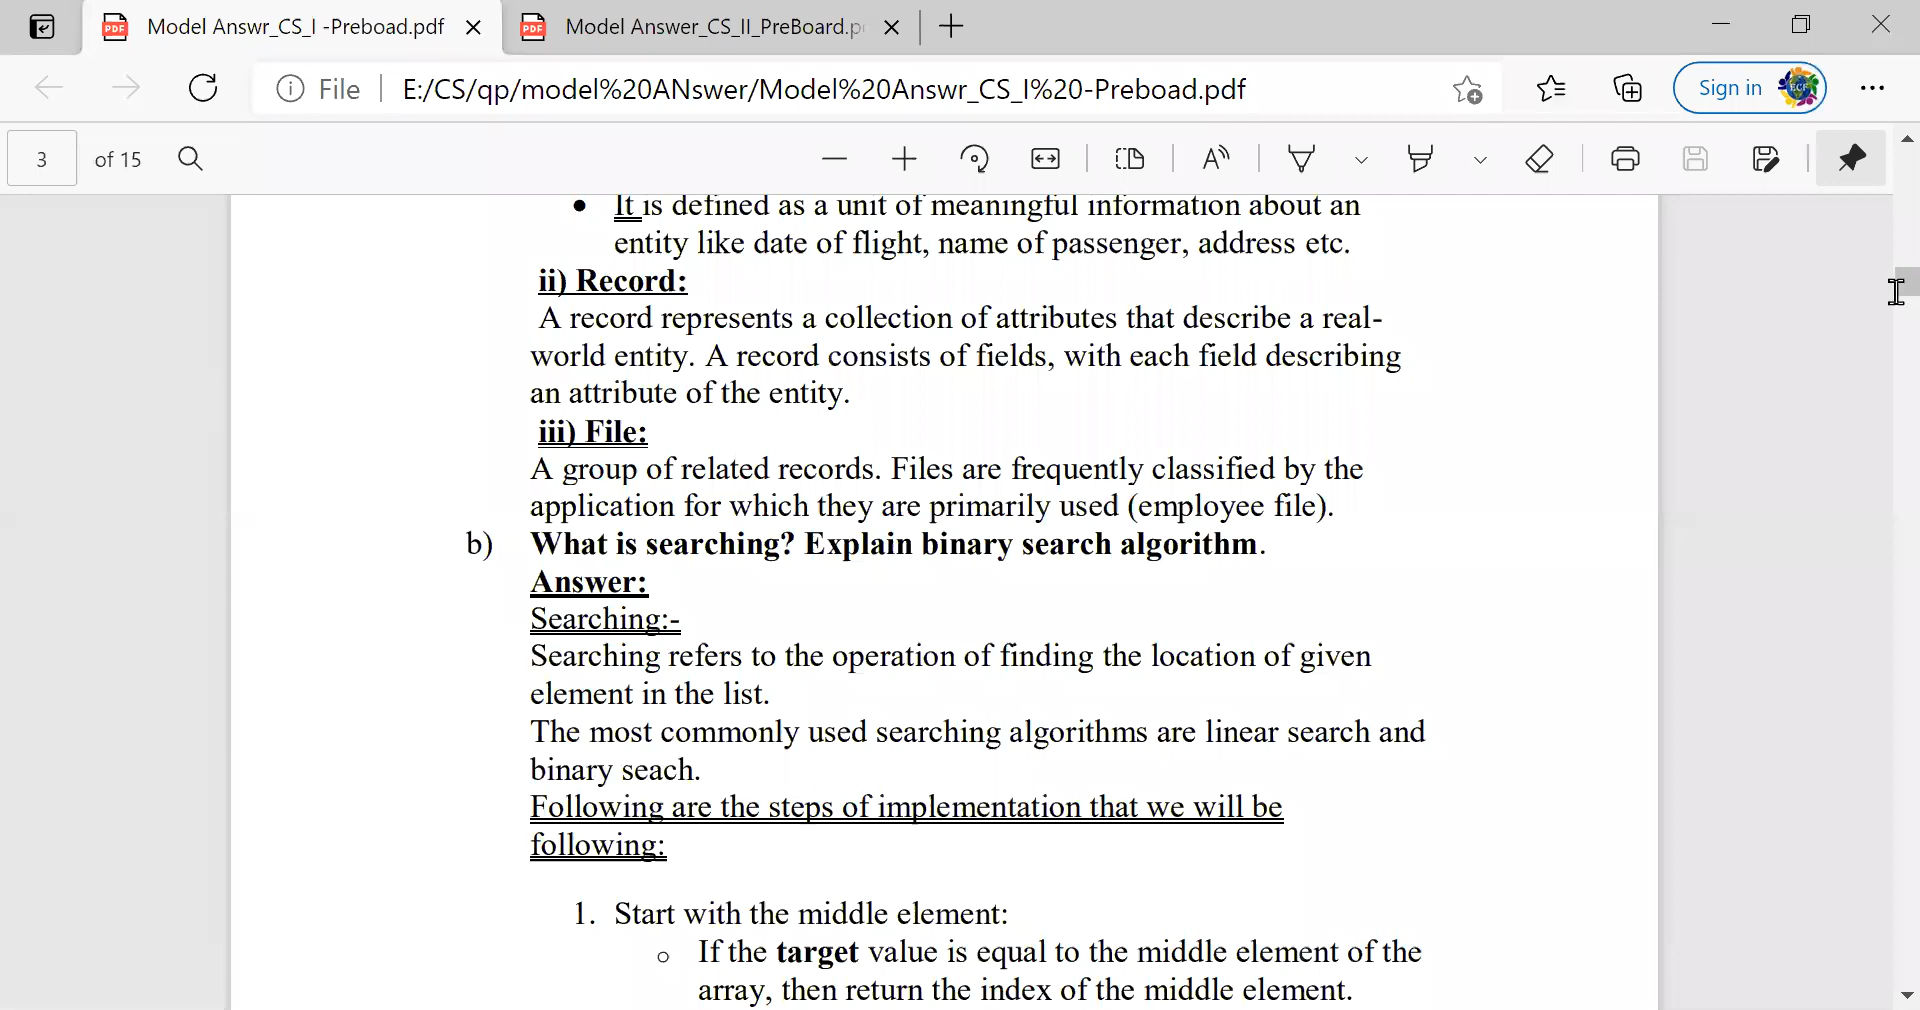 Model Answr_CS_I -Preboad.pdf
Model Answer_CS_II_PreBoard.p
File
E:/CS/qp/model%20ANswer/Model%20Answr_CS_I%20-Preboad.pdf
Sign in
3 of 15
It is defined as a unit of meaningful information about an
entity like date of flight, name of passenger, address etc.
ii) Record:
A record represents a collection of attributes that describe a real-
world entity. A record consists of fields, with each field describing
an attribute of the entity.
iii) File:
A group of related records. Files are frequently classified by the
application for which they are primarily used (employee file).
b) What is searching? Explain binary search algorithm.
Answer:
Searching:-
Searching refers to the operation of finding the location of given
element in the list.
The most commonly used searching algorithms are linear search and
binary seach.
Following are the steps of implementation that we will be
following:
1. Start with the middle element:
If the target value is equal to the middle element of the
array, then return the index of the middle element.